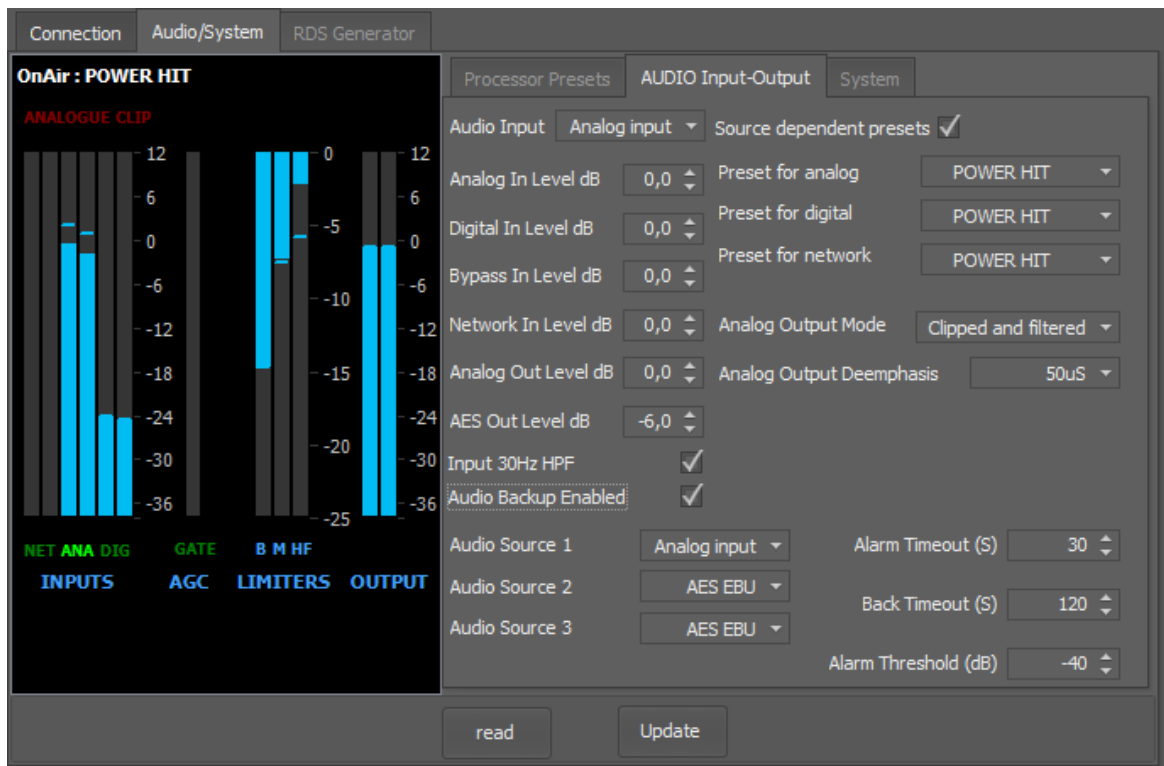 Connection Audio/System RDS Generator
OnAir : POWER HIT
ANALOGUE CLIP
12 0 12
6 -5 6
0 0
-6 -10 -6
-12 -12
-18 -15 -18
-24 -24
-30 -20 -30
-36 -25 -36
NET ANA DIG GATE B M HF
INPUTS AGC LIMITERS OUTPUT
Processor Presets AUDIO Input-Output System
Audio Input Analog input Source dependent presets
Analog In Level dB 0,0 Preset for analog POWER HIT
Digital In Level dB 0,0 Preset for digital POWER HIT
Bypass In Level dB 0,0 Preset for network POWER HIT
Network In Level dB 0,0 Analog Output Mode Clipped and filtered
Analog Out Level dB 0,0 Analog Output Deemphasis 50uS
AES Out Level dB -6,0
Input 30Hz HPF
Audio Backup Enabled
Audio Source 1 Analog input Alarm Timeout (S) 30
Audio Source 2 AES EBU Back Timeout (S) 120
Audio Source 3 AES EBU
Alarm Threshold (dB) -40
read Update